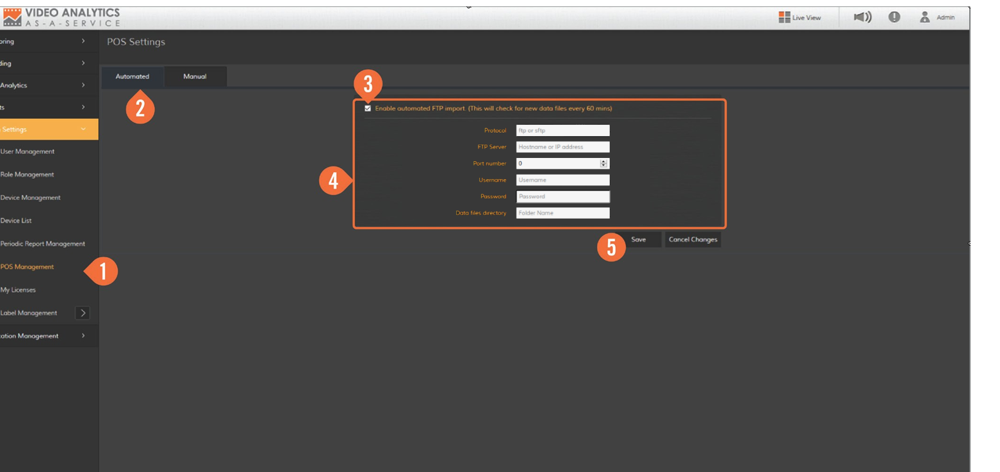 VIDEO ANALYTICS
AS-A-SERVICE
Live View
Admin
oring
POS Settings
ding
Automated
Manual
Analytics
3
ts
2
Enable automated FTP import. (This will check for new data files every 60 mins)
Settings
Protocol
ftp or sftp
FTP Server
Hostname or IP address
User Management
Port number
0
Role Management
4
Username
Username
Device Management
Password
Password
Data files directory
Folder Name
Device List
5
Save
Cancel Changes
Periodic Report Management
POS Management
1
My Licenses
Label Management
cation Management